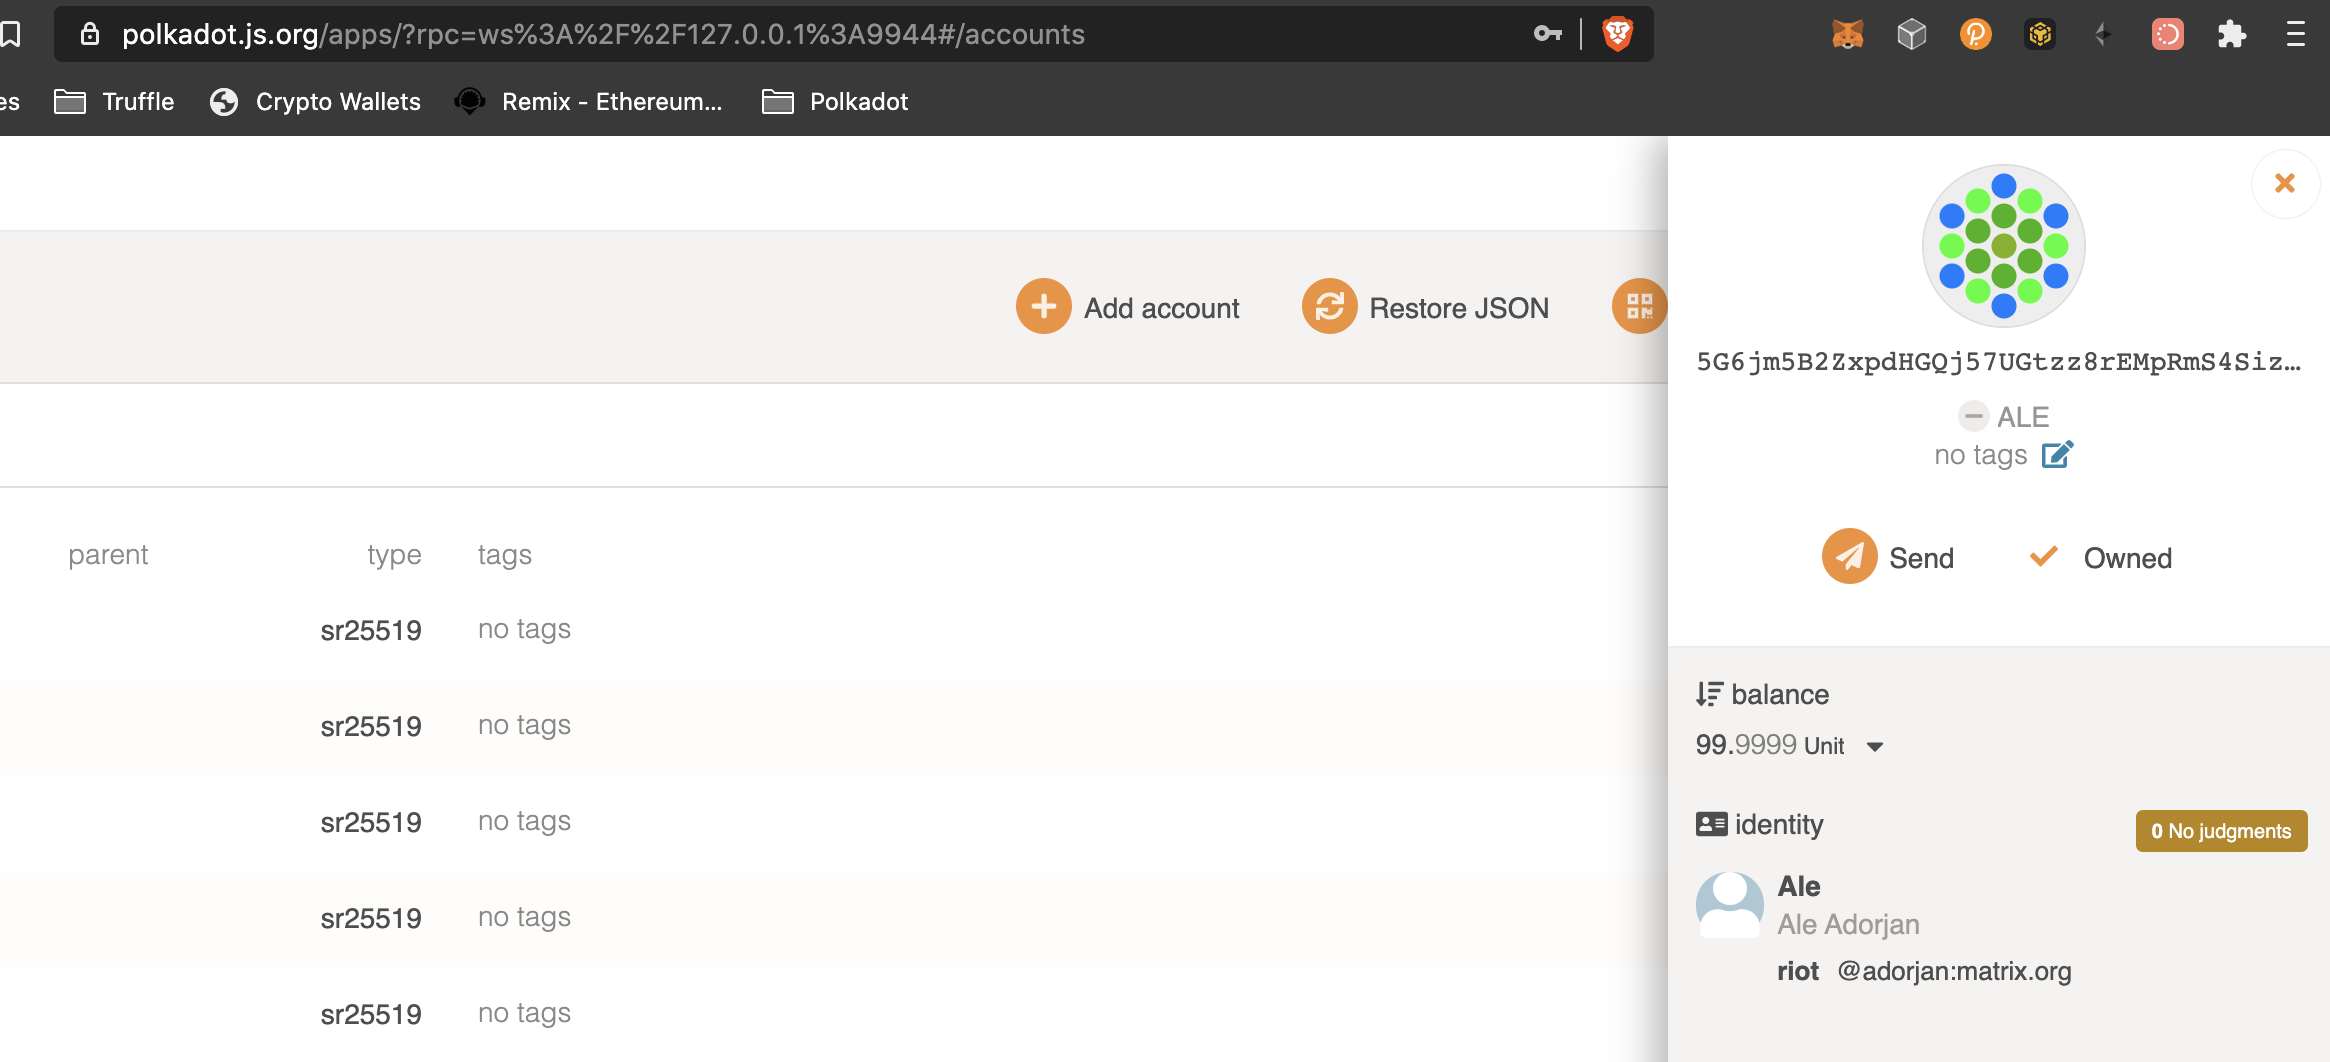 polkadot.js.org/apps/?rpc=ws%3A%2F%2F127.0.0.1%3A9944#/accounts
es Truffle Crypto Wallets Remix - Ethereum... Polkadot
Add account Restore JSON
parent type tags
sr25519 no tags
sr25519 no tags
sr25519 no tags
sr25519 no tags
sr25519 no tags
5G6jm5B2ZxpdHGQj57UGtzz8rEMpRmS4Siz...
ALE
no tags
Send Owned
balance
99.9999 Unit
identity 0 No judgments
Ale
Ale Adorjan
riot @adorjan:matrix.org